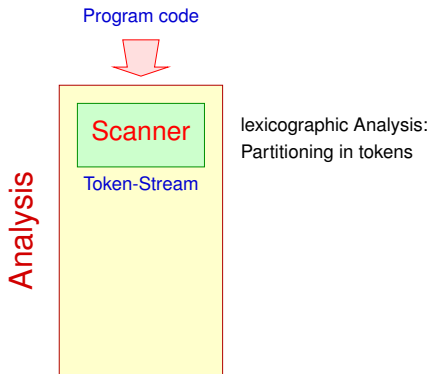 Program code
Scanner
lexicographic Analysis:
Partitioning in tokens
Token-Stream
Analysis